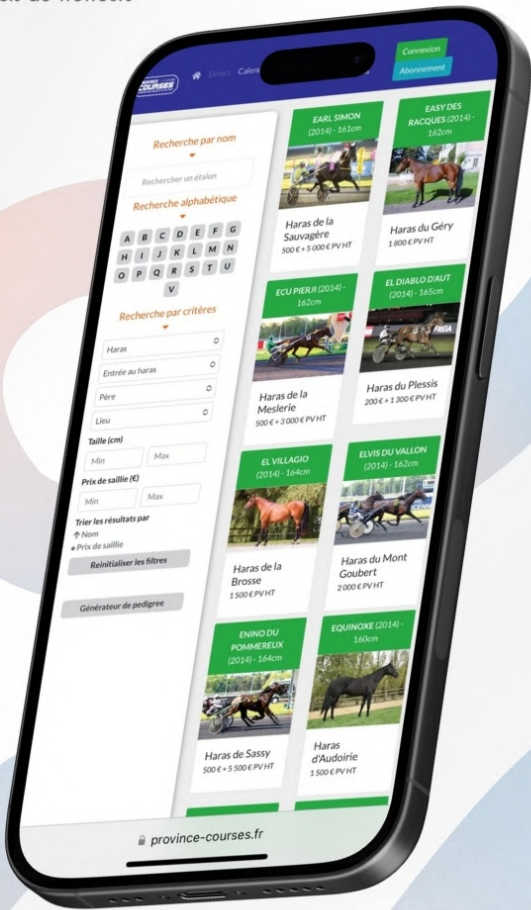 PROVINCE
COURSES
Direct
Connexion
Abonnement
Recherche par nom
Rechercher un étalon
Recherche alphabétique
A B C D E F G
H I J K L M N
O P Q R S T U
V
Recherche par critères
Haras
Entrée au haras
Père
Lieu
Taille (cm)
Min Max
Prix de saillie (€)
Min Max
Trier les résultats par
Nom
Prix de saillie
Reinitialiser les filtres
Générateur de pedigree
EARL SIMON
(2014) - 161cm
Haras de la
Sauvagère
500 € + 5 000 € PV HT
EASY DES
RACQUES (2014) -
162cm
Haras du Géry
1 800 € PV HT
ECU PIERJI (2014) -
162cm
Haras de la
Meslerie
500 € + 3 000 € PV HT
EL DIABLO D'AUT
(2014) - 165cm
Haras du Plessis
200 € + 1 300 € PV HT
EL VILLAGIO
(2014) - 164cm
Haras de la
Brosse
1 500 € PV HT
ELVIS DU VALLON
(2014) - 162cm
Haras du Mont
Goubert
2 000 € PV HT
ENINO DU
POMMEREUX
(2014) - 164cm
Haras de Sassy
500 € + 5 500 € PV HT
EQUINOXE (2014) -
160cm
Haras
d'Audoirie
1 500 € PV HT
province-courses.fr